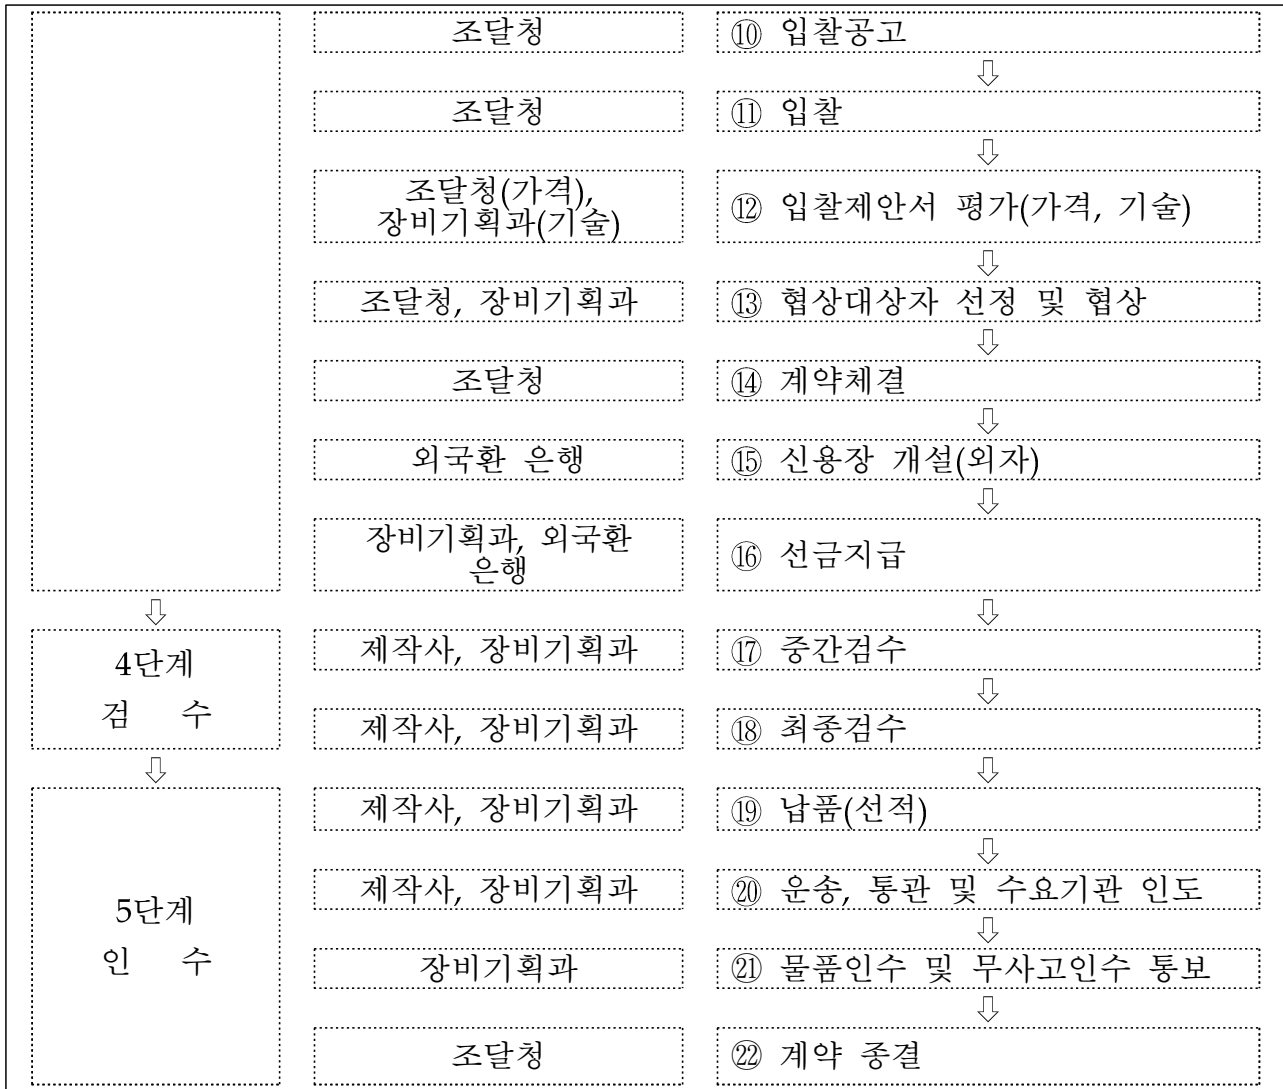 조달청
⑩ 입찰공고
조달청
⑪ 입찰
조달청(가격),
장비기획과(기술)
⑫ 입찰제안서 평가(가격, 기술)
조달청, 장비기획과
⑬ 협상대상자 선정 및 협상
조달청
⑭ 계약체결
외국환 은행
⑮ 신용장 개설(외자)
장비기획과, 외국환
은행
⑯ 선금지급
4단계
검 수
제작사, 장비기획과
⑰ 중간검수
제작사, 장비기획과
⑱ 최종검수
5단계
인 수
제작사, 장비기획과
⑲ 납품(선적)
제작사, 장비기획과
⑳ 운송, 통관 및 수요기관 인도
장비기획과
㉑ 물품인수 및 무사고인수 통보
조달청
㉒ 계약 종결